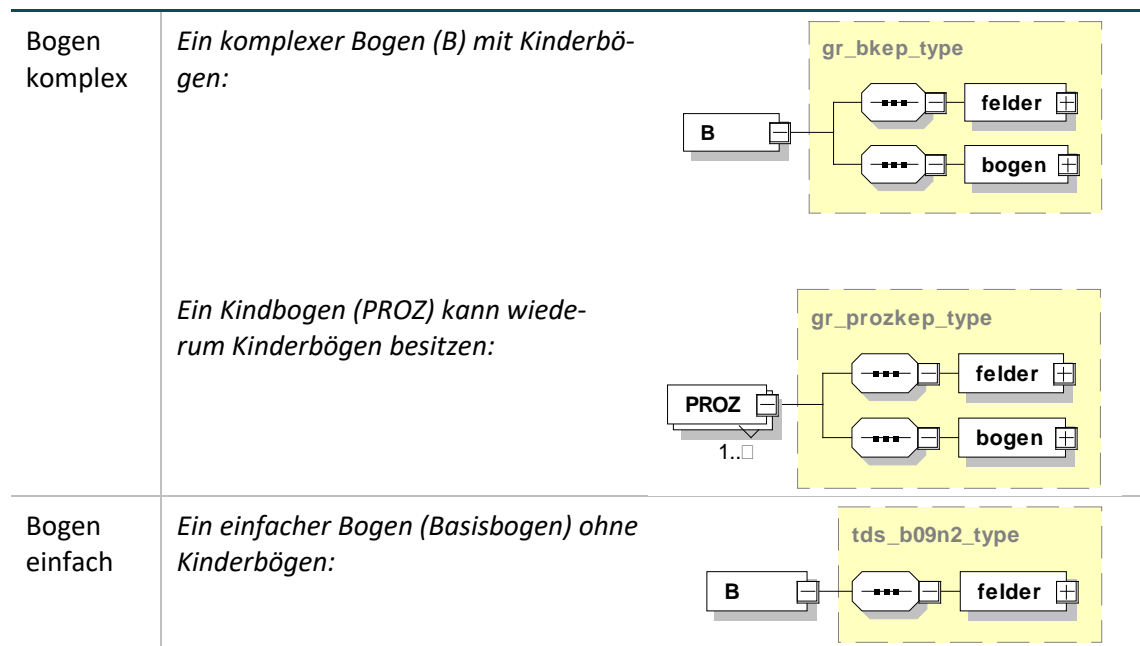 Bogen
komplex
Ein komplexer Bogen (B) mit Kinderbö-
gen:
gr_bkep_type
B
felder
bogen
Ein Kindbogen (PROZ) kann wiede-
rum Kinderbögen besitzen:
gr_prozkep_type
PROZ
1..□
felder
bogen
Bogen
einfach
Ein einfacher Bogen (Basisbogen) ohne
Kinderbögen:
tds_b09n2_type
B
felder